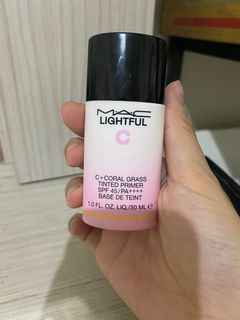 MAC
LIGHTFUL
C
C+CORAL GRASS
TINTED PRIMER
SPF 45/PA++++
BASE DE TEINT
1.0 FL. OZ. LIQ./30 ML ℮